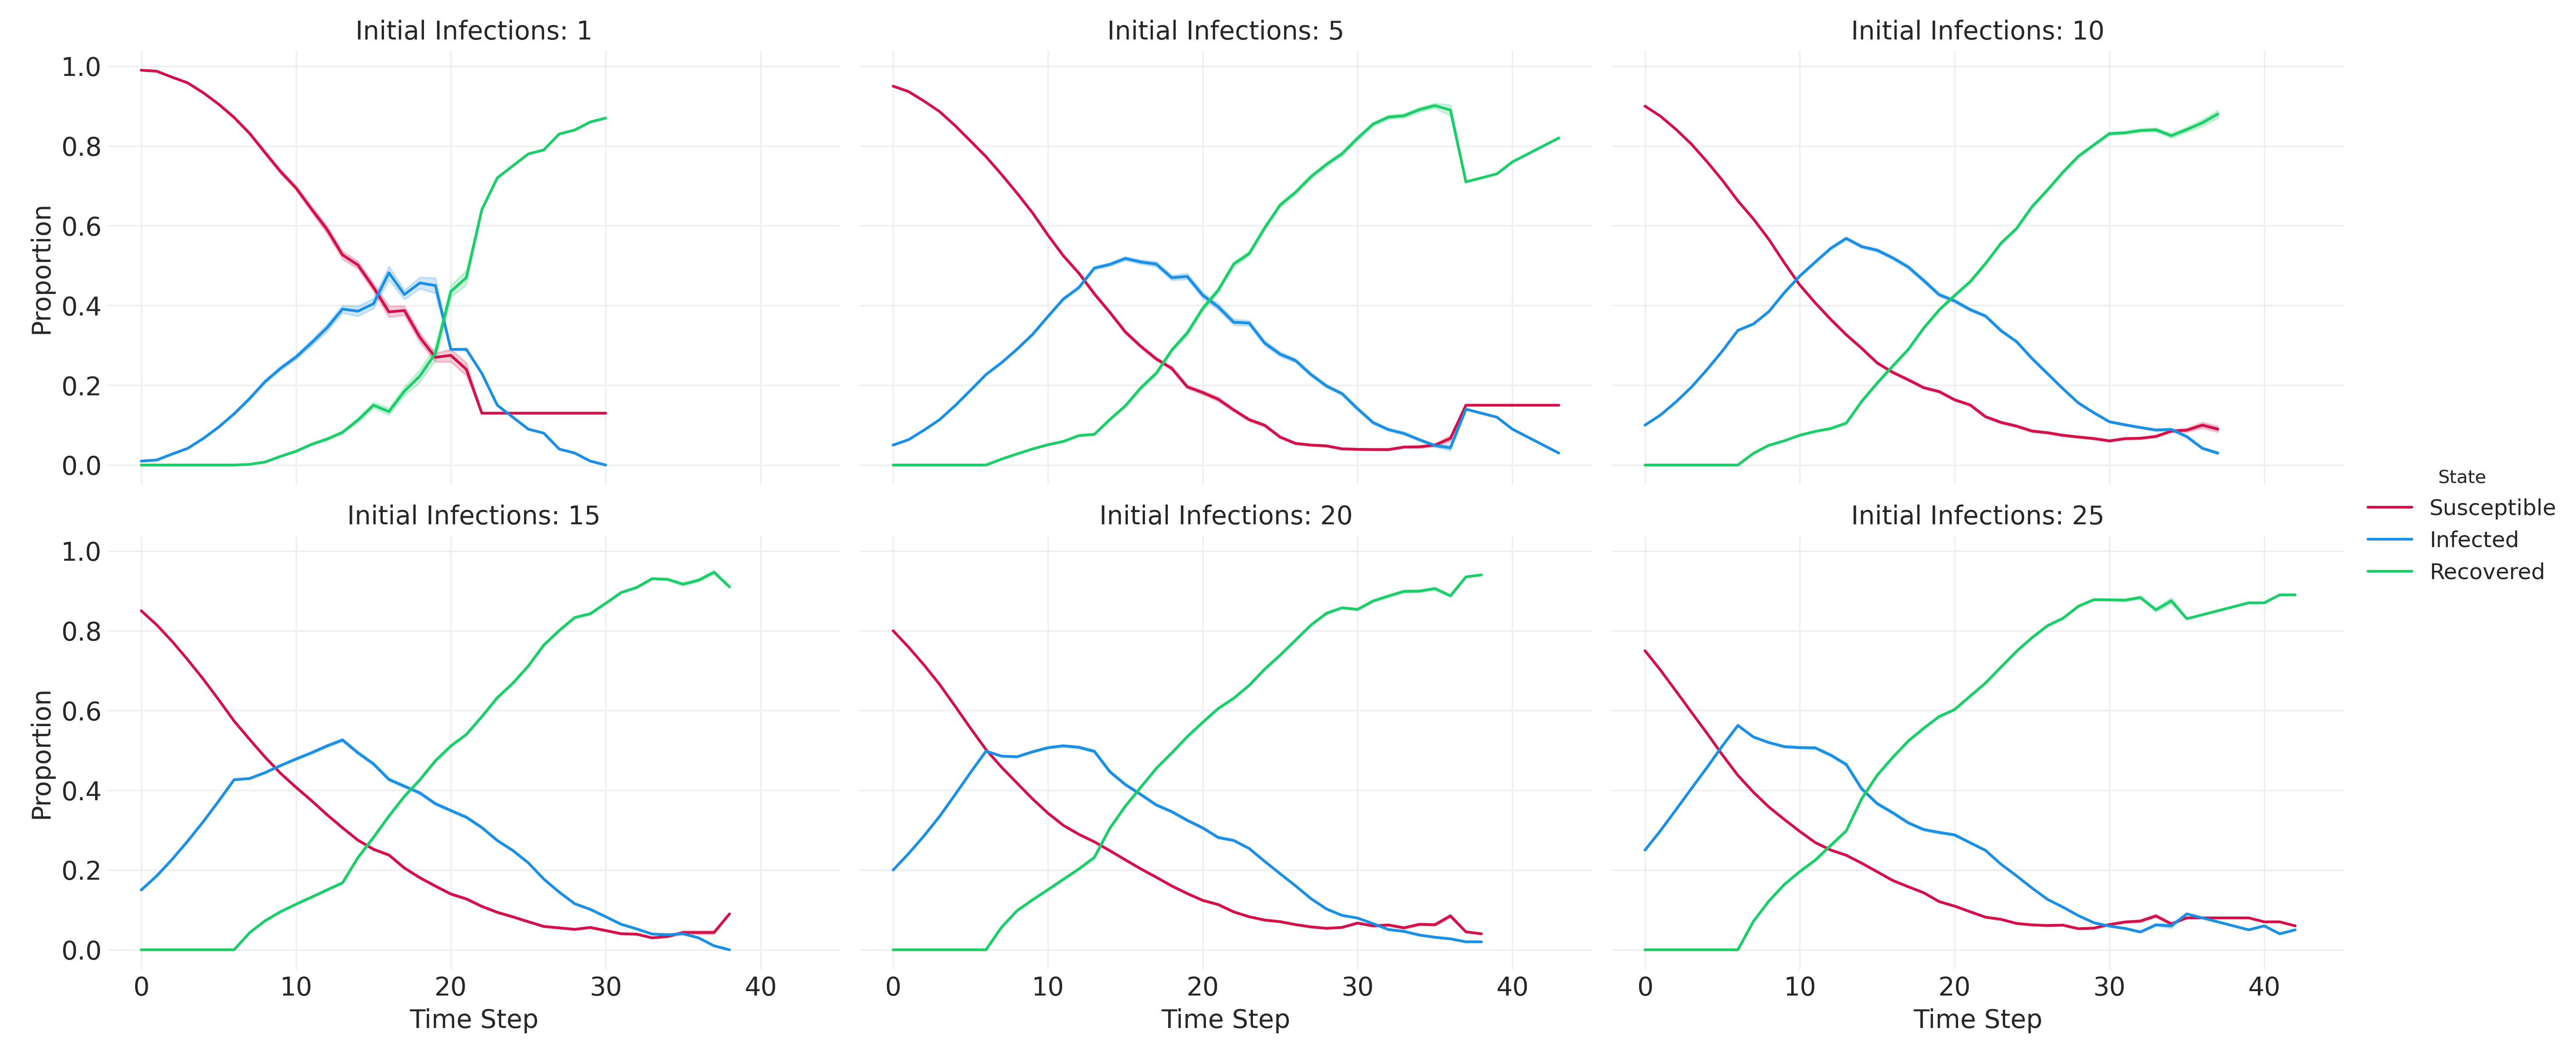 Initial Infections: 1
Initial Infections: 5
Initial Infections: 10
1.0
0.8
0.6
0.4
0.2
0.0
Proportion
Initial Infections: 15
Initial Infections: 20
Initial Infections: 25
1.0
0.8
0.6
0.4
0.2
0.0
Proportion
0 10 20 30 40
0 10 20 30 40
0 10 20 30 40
Time Step
Time Step
Time Step
State
Susceptible
Infected
Recovered